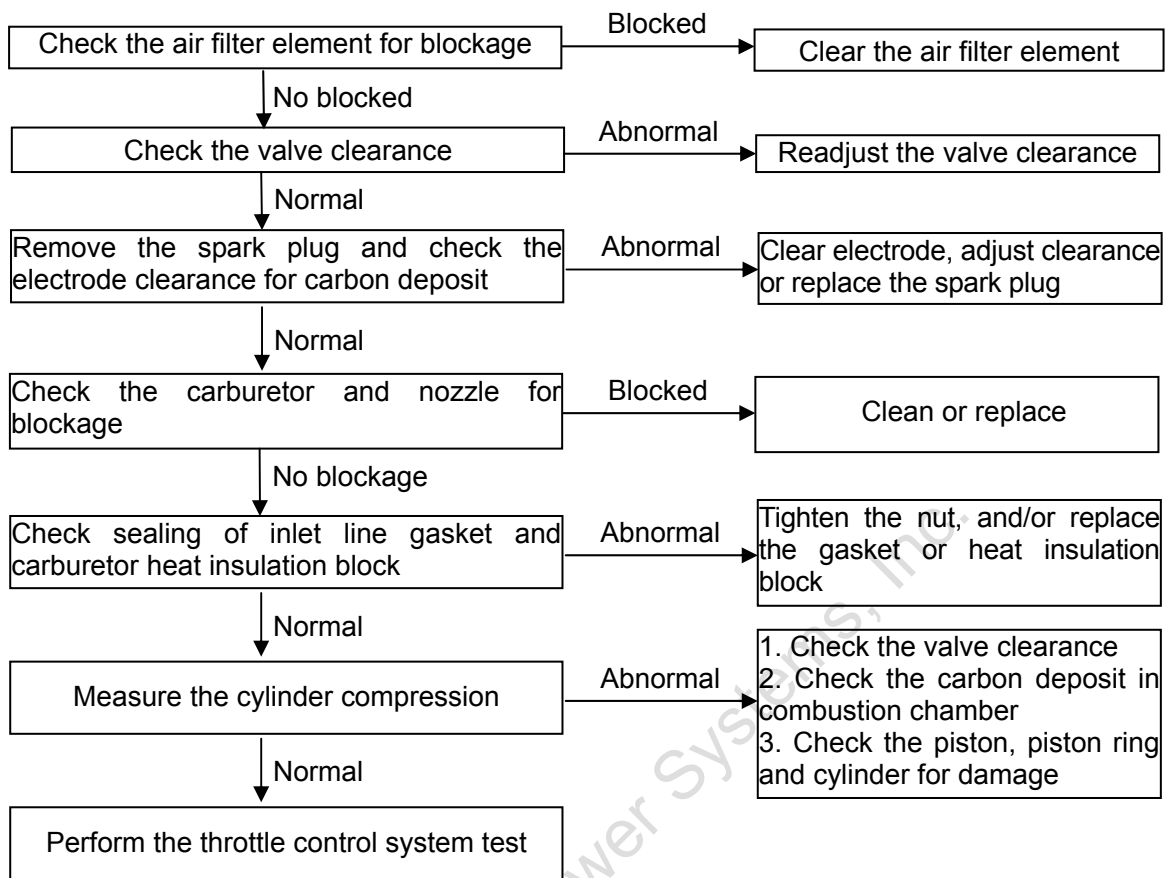 Check the air filter element for blockage
Blocked
Clear the air filter element
No blocked
Check the valve clearance
Abnormal
Readjust the valve clearance
Normal
Remove the spark plug and check the
electrode clearance for carbon deposit
Abnormal
Clear electrode, adjust clearance
or replace the spark plug
Normal
Check the carburetor and nozzle for
blockage
Blocked
Clean or replace
No blockage
Check sealing of inlet line gasket and
carburetor heat insulation block
Abnormal
Tighten the nut, and/or replace
the gasket or heat insulation
block
Normal
Measure the cylinder compression
Abnormal
1. Check the valve clearance
2. Check the carbon deposit in
combustion chamber
3. Check the piston, piston ring
and cylinder for damage
Normal
Perform the throttle control system test
wer Systems, Inc.